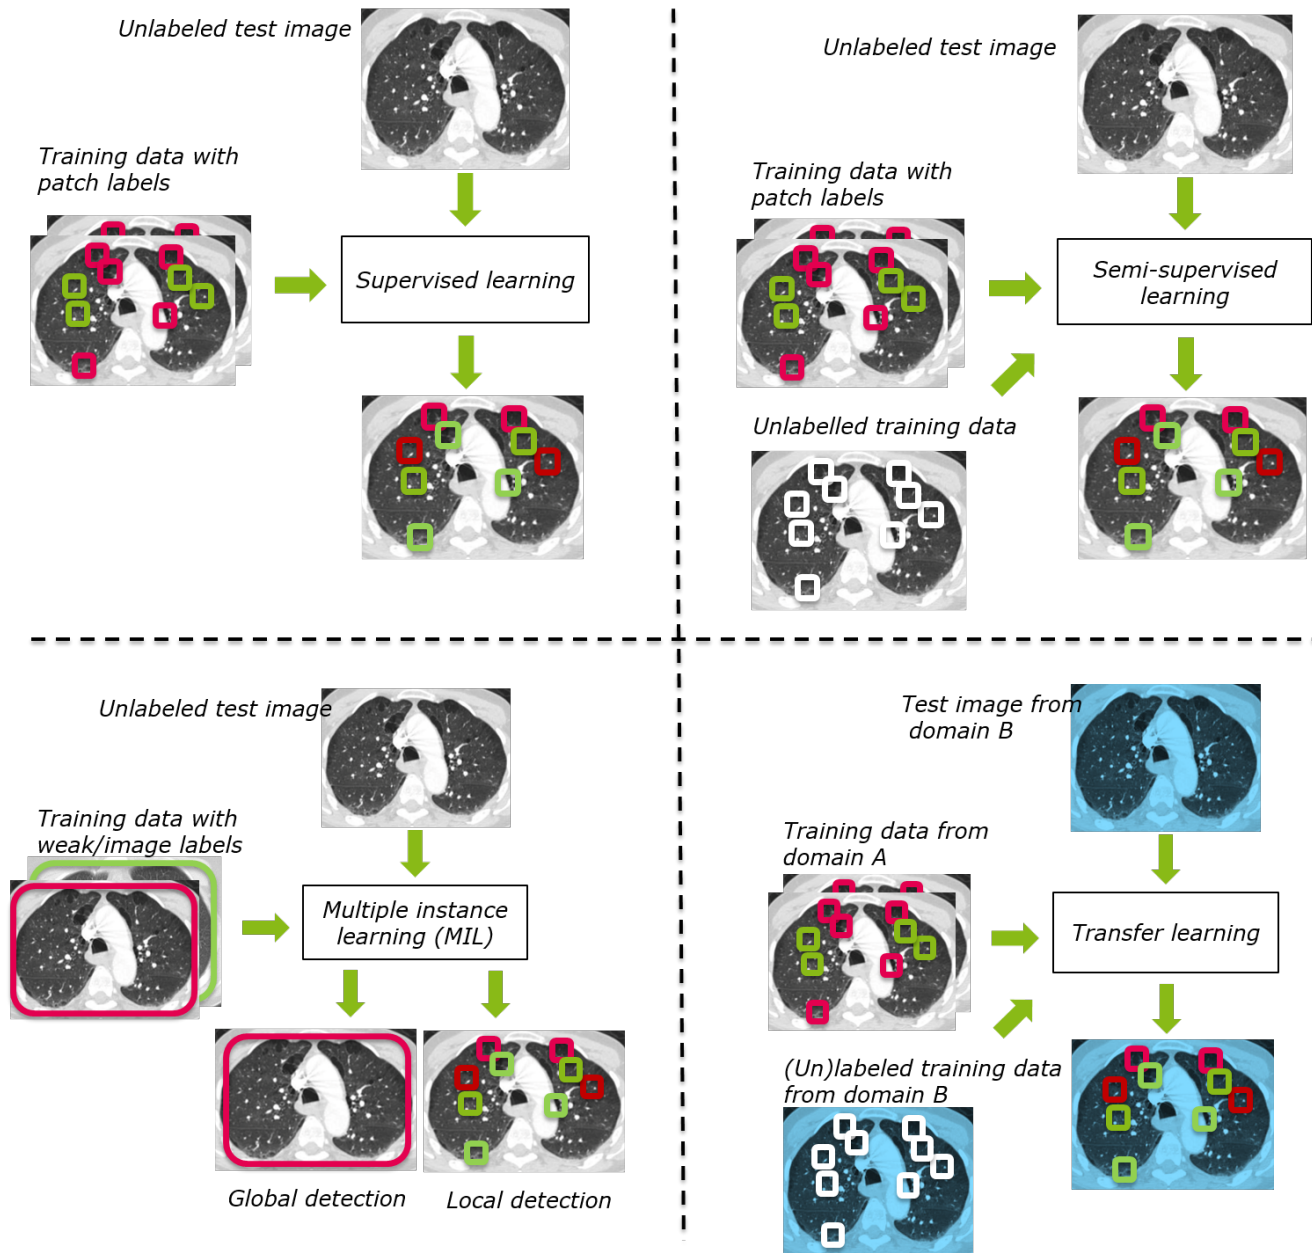 Unlabeled test image
Training data with
patch labels
Supervised learning
Unlabeled test image
Training data with
patch labels
Semi-supervised
learning
Unlabelled training data
Unlabeled test image
Training data with
weak/image labels
Multiple instance
learning (MIL)
Global detection
Local detection
Test image from
domain B
Training data from
domain A
Transfer learning
(Un)labeled training data
from domain B